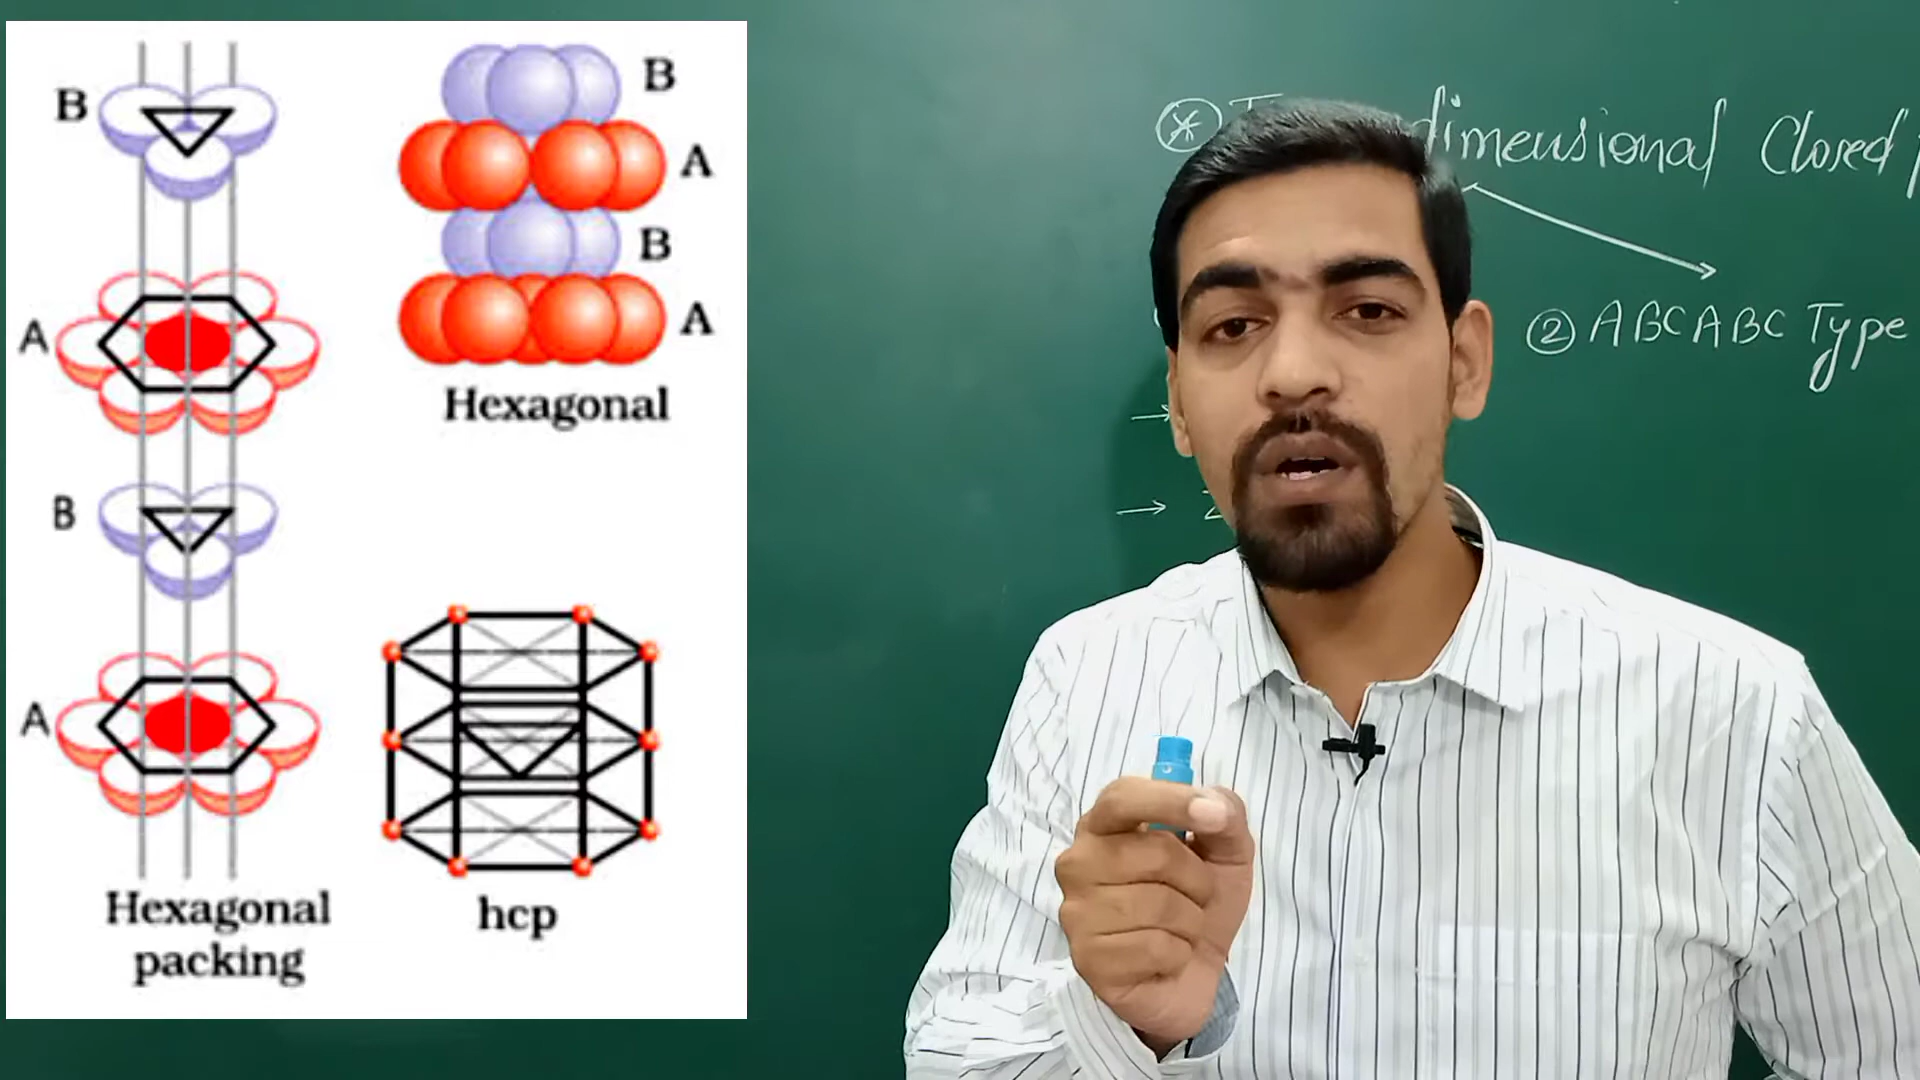 B
A
B
A
Hexagonal
packing
B
A
B
A
Hexagonal
hcp
dimensional Closed
② ABCABC Type